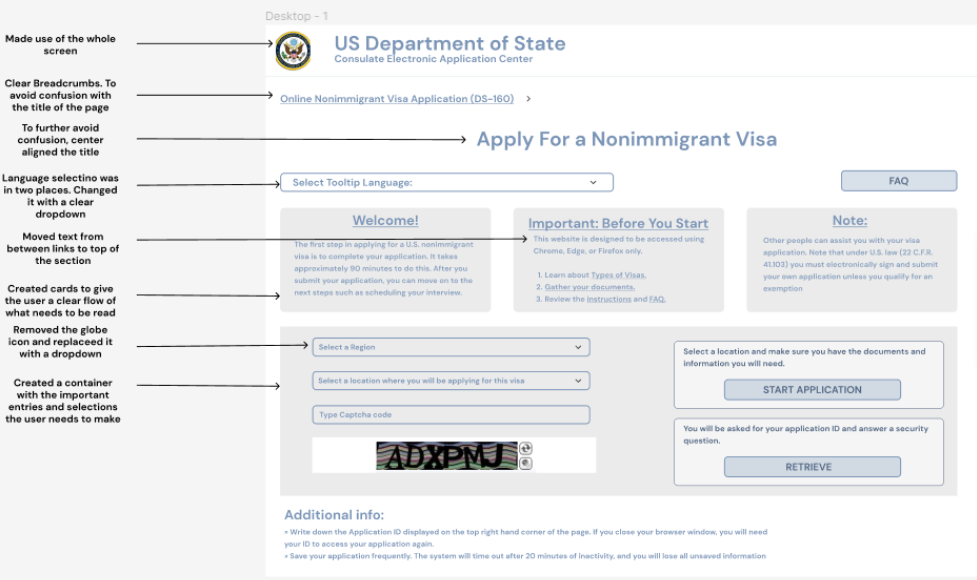 Desktop - 1
Made use of the whole
screen
US Department of State
Consulate Electronic Application Center
Clear Breadcrumbs. To
avoid confusion with
the title of the page
Online Nonimmigrant Visa Application (DS-160) >
To further avoid
confusion, center
aligned the title
Apply For a Nonimmigrant Visa
Language selectino was
in two places. Changed
it with a clear
dropdown
Select Tooltip Language:
FAQ
Moved text from
between links to top of
the section
Created cards to give
the user a clear flow of
what needs to be read
Welcome!
The first step in applying for a U.S. nonimmigrant
visa is to complete your application. It takes
approximately 90 minutes to do this. After you
submit your application, you can move on to the
next steps such as scheduling your interview.
Important: Before You Start
This website is designed to be accessed using
Chrome, Edge, or Firefox only.
1. Learn about Types of Visas.
2. Gather your documents.
3. Review the Instructions and FAQ.
Note:
Other people can assist you with your visa
application. Note that under U.S. law (22 C.F.R.
41.103) you must electronically sign and submit
your own application unless you qualify for an
exemption
Removed the globe
icon and replaceed it
with a dropdown
Created a container
with the important
entries and selections
the user needs to make
Select a Region
Select a location where you will be applying for this visa
Type Captcha code
ADXPMJ
Select a location and make sure you have the documents and
information you will need.
START APPLICATION
You will be asked for your application ID and answer a security
question.
RETRIEVE
Additional info:
» Write down the Application ID displayed on the top right hand corner of the page. If you close your browser window, you will need
your ID to access your application again.
» Save your application frequently. The system will time out after 20 minutes of inactivity, and you will lose all unsaved information